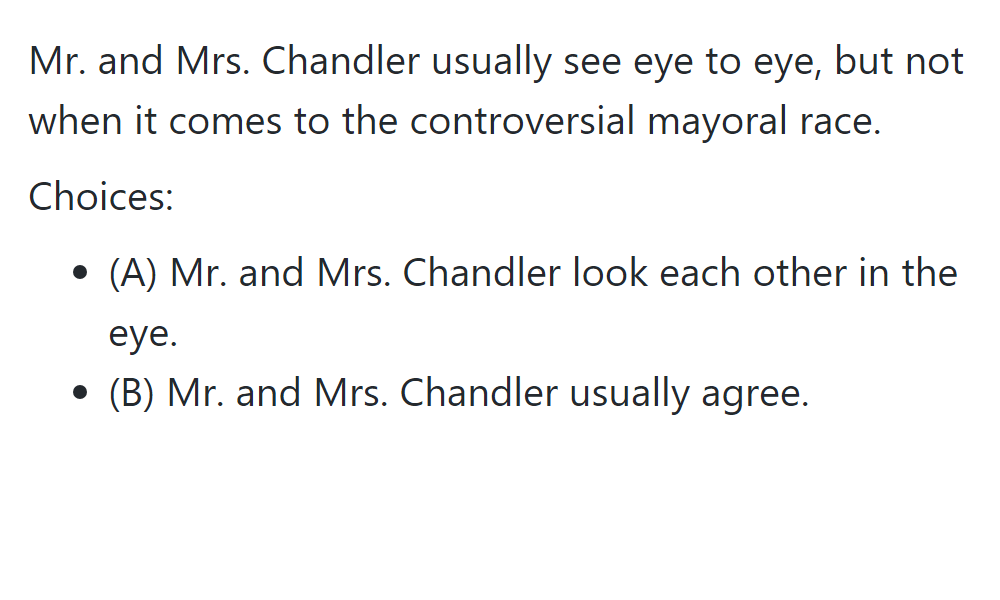 Mr. and Mrs. Chandler usually see eye to eye, but not
when it comes to the controversial mayoral race.
Choices:
• (A) Mr. and Mrs. Chandler look each other in the
eye.
• (B) Mr. and Mrs. Chandler usually agree.